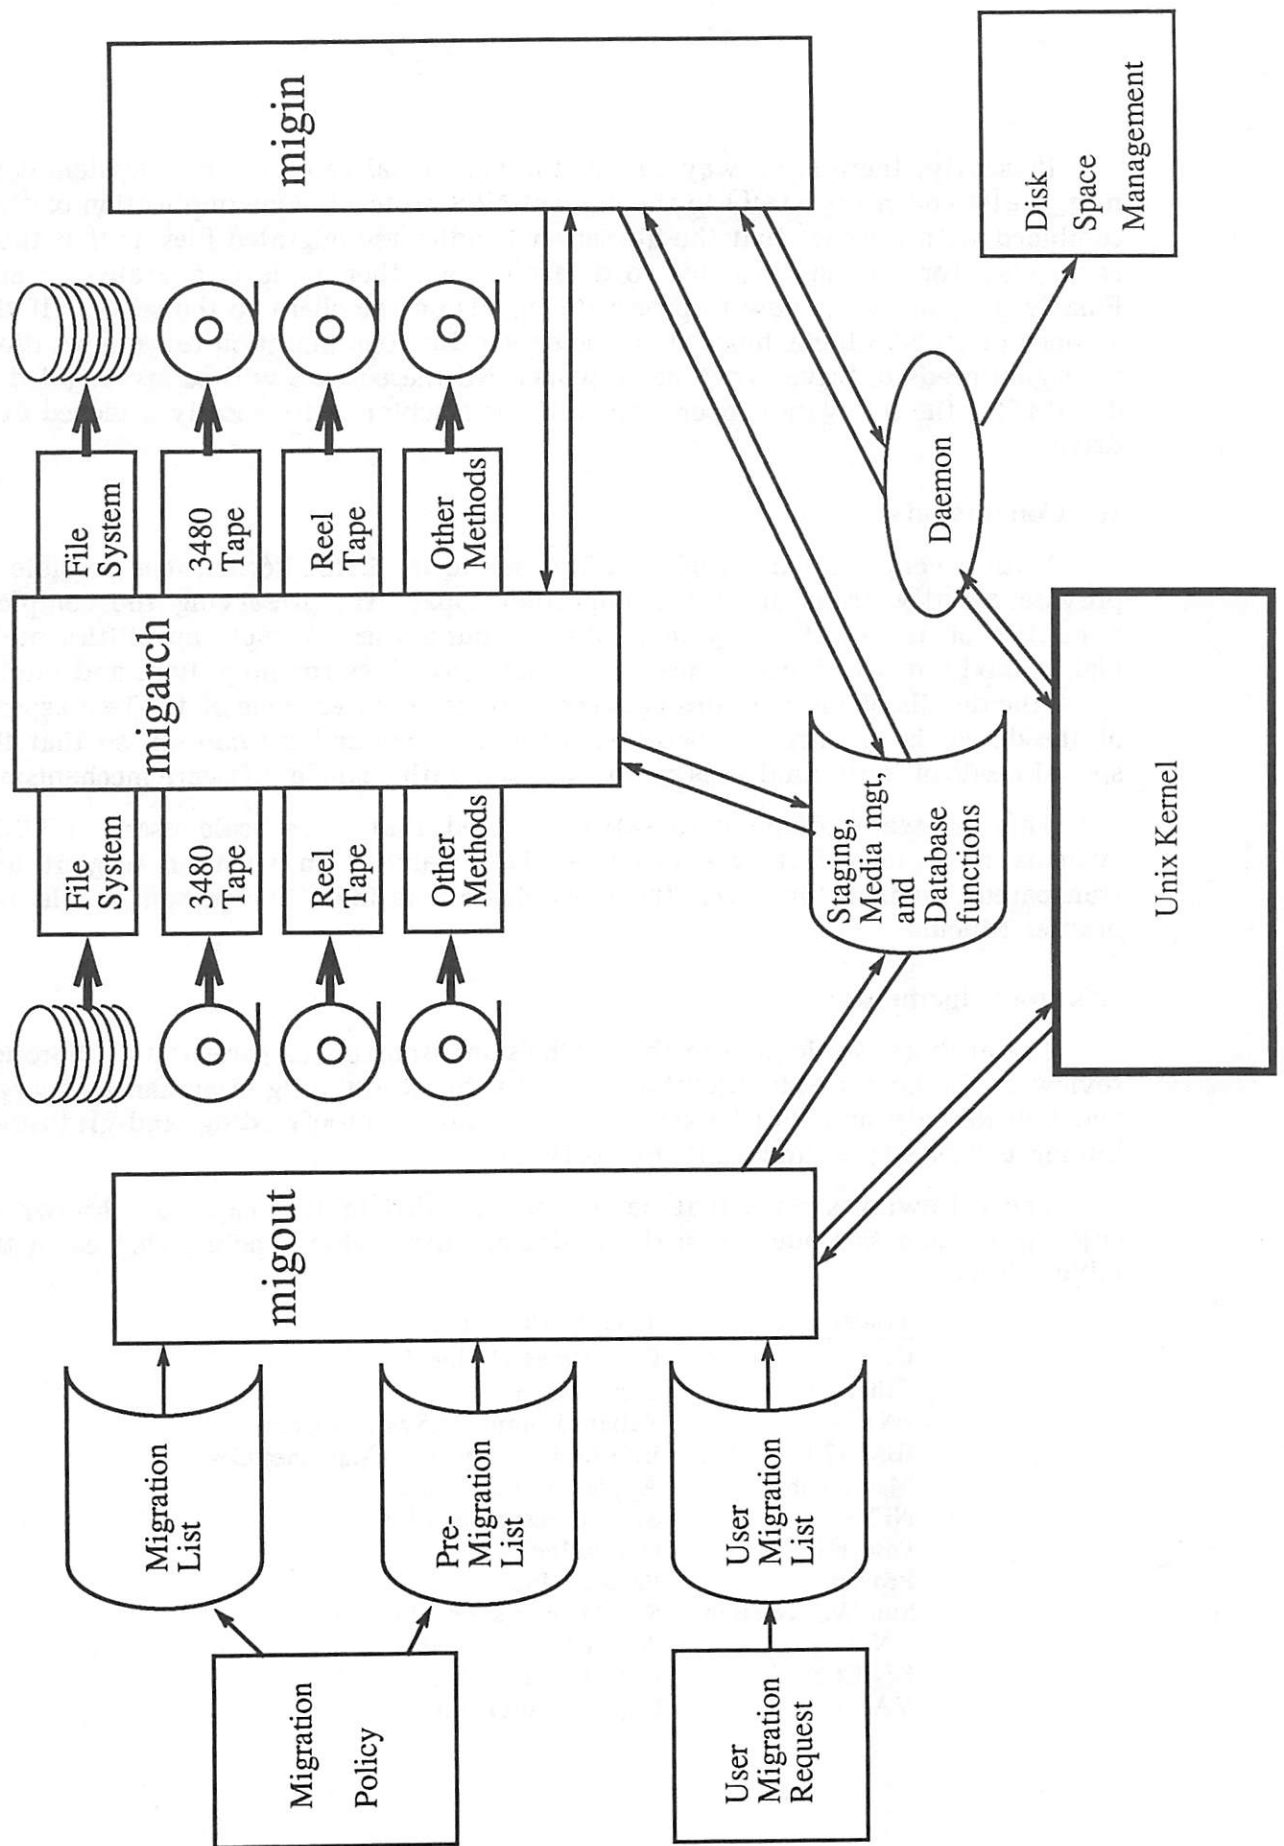 Migration
Policy
User
Migration
Request
Migration
List
Pre-
Migration
List
User
Migration
List
migout
File
System
3480
Tape
Reel
Tape
Other
Methods
migarch
File
System
3480
Tape
Reel
Tape
Other
Methods
migin
Staging,
Media mgt,
and
Database
functions
Daemon
Unix Kernel
Disk
Space
Management